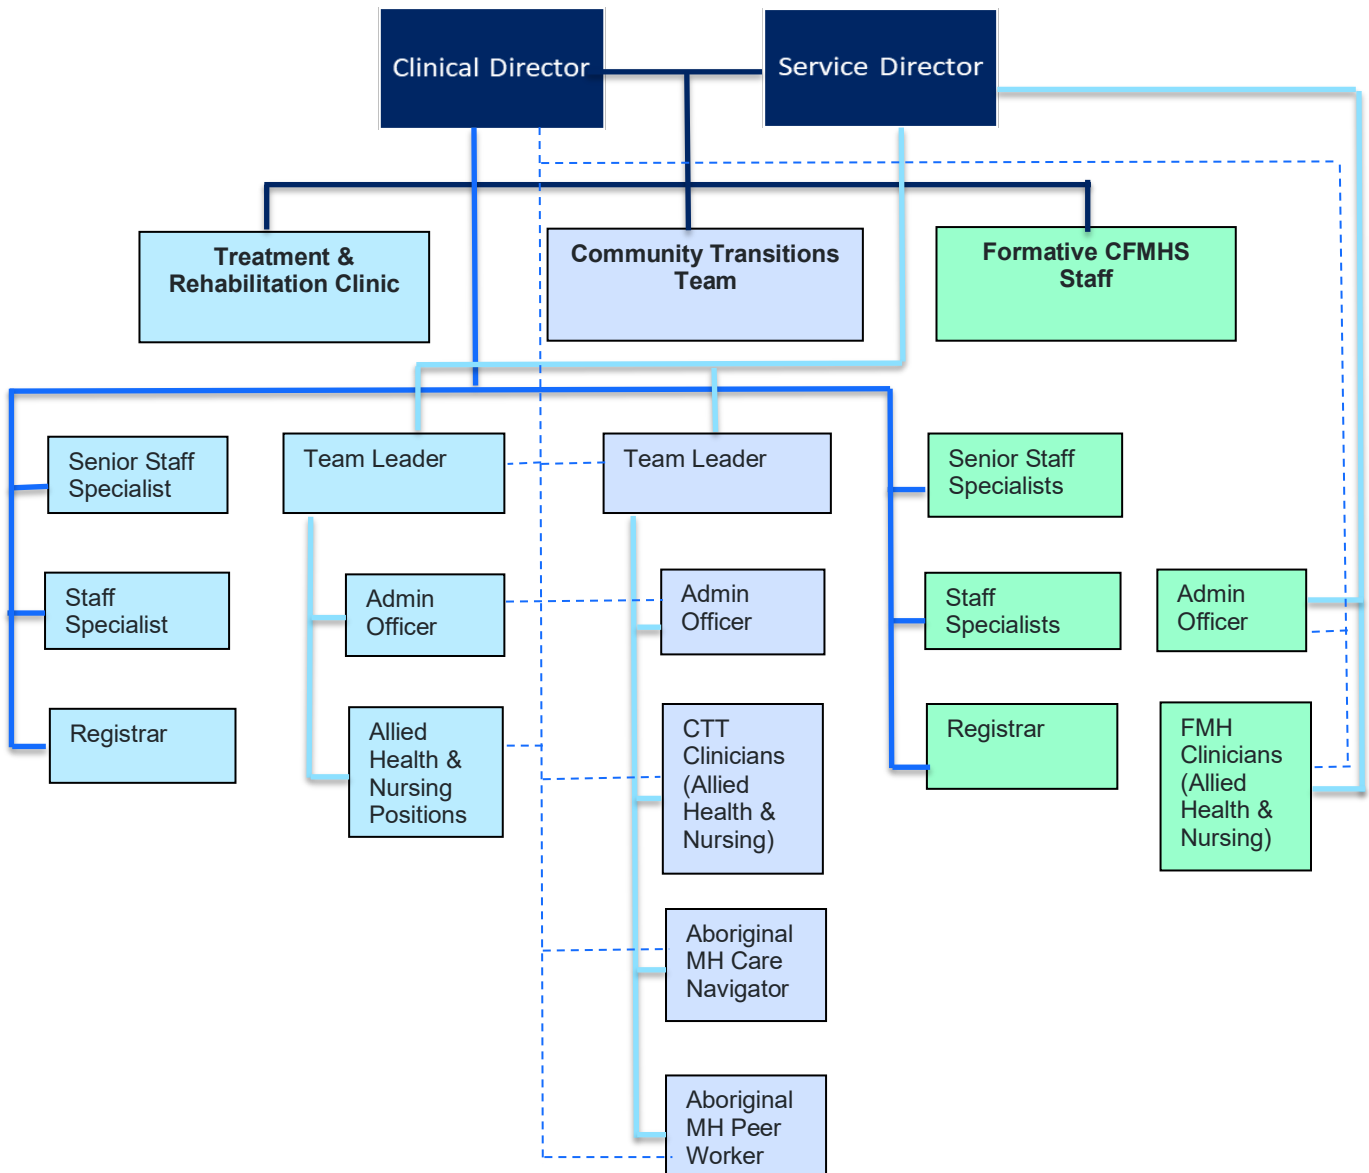 Clinical Director
Service Director
Treatment &
Rehabilitation Clinic
Community Transitions
Team
Formative CFMHS
Staff
Senior Staff
Specialist
Team Leader
Team Leader
Senior Staff
Specialists
Staff
Specialist
Admin
Officer
Admin
Officer
Staff
Specialists
Admin
Officer
Registrar
Allied
Health &
Nursing
Positions
CTT
Clinicians
(Allied
Health &
Nursing)
Registrar
FMH
Clinicians
(Allied
Health &
Nursing)
Aboriginal
MH Care
Navigator
Aboriginal
MH Peer
Worker